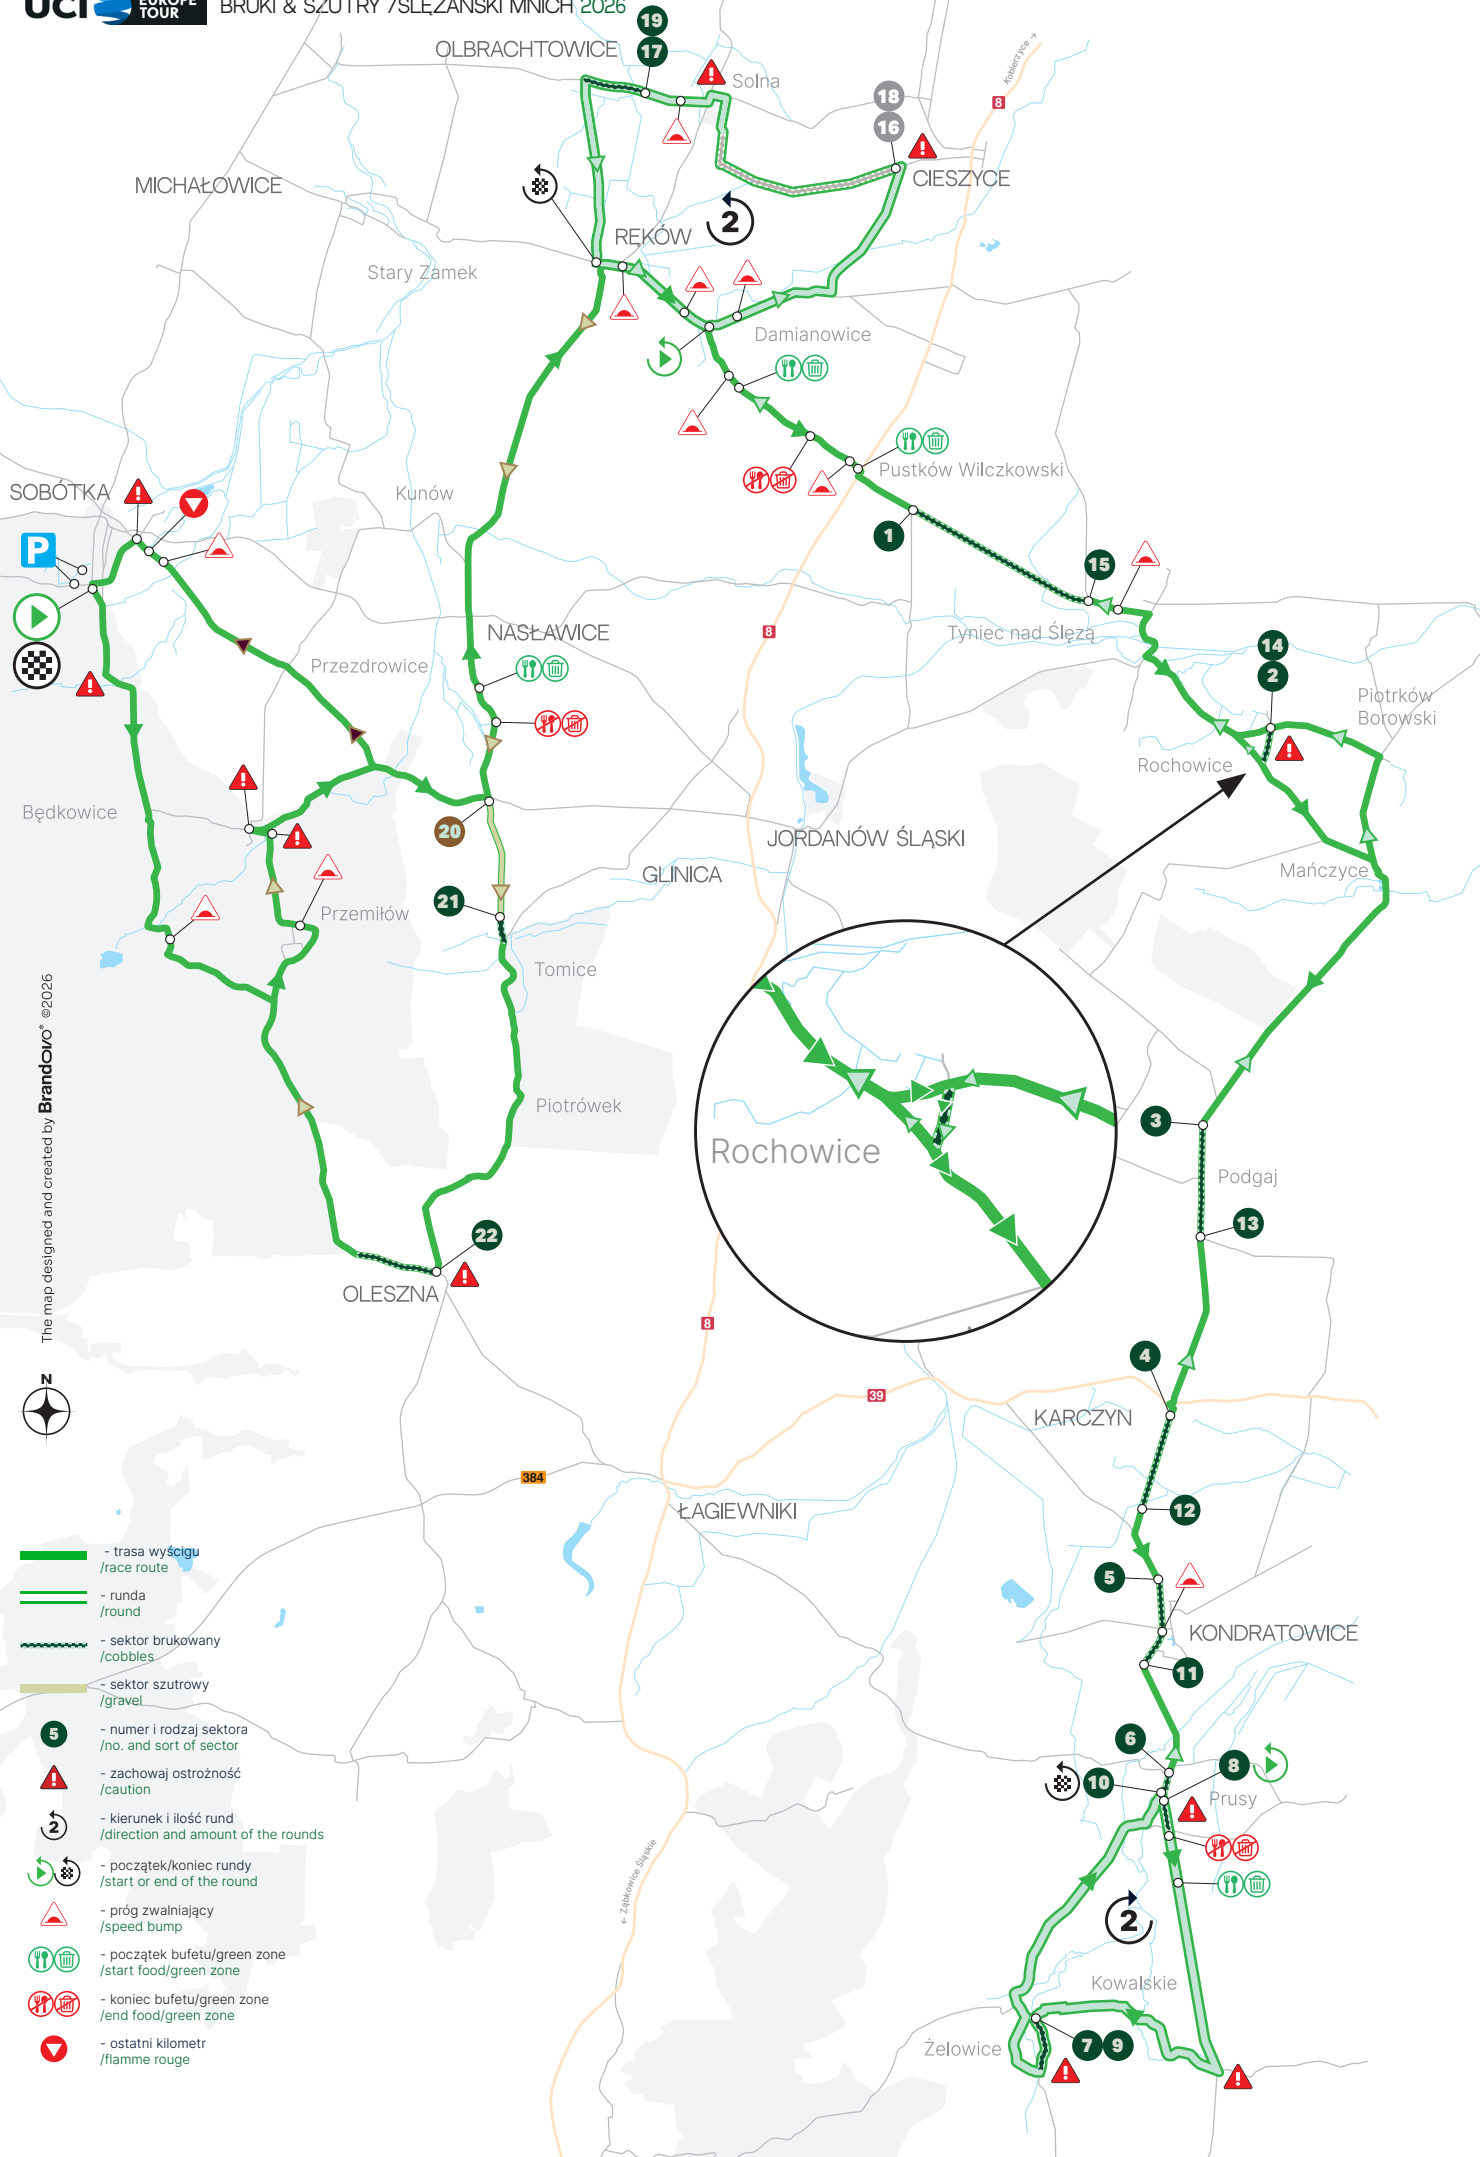 UCI EUROPE TOUR
BRUKI & SZUTRY /ŚLĘŻAŃSKI MNICH 2026
19
17
OLBRACHTOWICE
Solna
Kobierzyce →
8
18
16
CIESZYCE
MICHAŁOWICE
2
RĘKÓW
Stary Zamek
Damianowice
Pustków Wilczkowski
SOBÓTKA
Kunów
P
1
15
Tyniec nad Ślęzą
8
NASŁAWICE
Przezdrowice
14
2
Piotrków
Borowski
Rochowice
Będkowice
20
JORDANÓW ŚLĄSKI
GLINICA
Mańczyce
21
Przemiłów
Tomice
The map designed and created by Brandovo® ©2026
Piotrówek
Rochowice
3
Podgaj
13
22
OLESZNA
8
4
N
39
KARCZYN
384
ŁAGIEWNIKI
12
5
KONDRATOWICE
11
6
8
10
Prusy
← Ząbkowice Śląskie
2
Kowalskie
Żelowice
7
9
- trasa wyścigu
/race route
- runda
/round
- sektor brukowany
/cobbles
- sektor szutrowy
/gravel
5
- numer i rodzaj sektora
/no. and sort of sector
- zachowaj ostrożność
/caution
2
- kierunek i ilość rund
/direction and amount of the rounds
- początek/koniec rundy
/start or end of the round
- próg zwalniający
/speed bump
- początek bufetu/green zone
/start food/green zone
- koniec bufetu/green zone
/end food/green zone
- ostatni kilometr
/flamme rouge